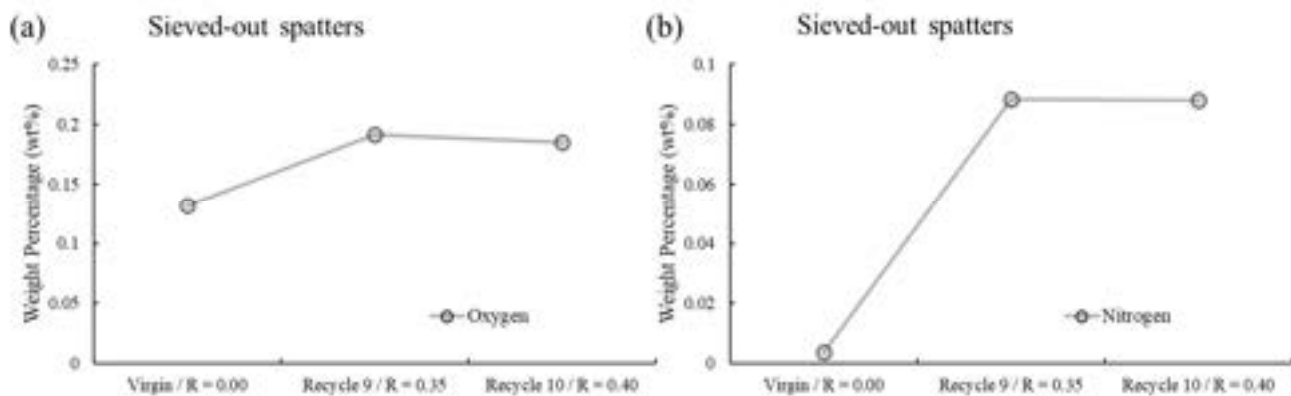 (a) Sieved-out spatters
Weight Percentage (wt%)
0.25
0.2
0.15
0.1
0.05
0
Oxygen
Virgin / R = 0.00 Recycle 9 / R = 0.35 Recycle 10 / R = 0.40
(b) Sieved-out spatters
Weight Percentage (wt%)
0.1
0.08
0.06
0.04
0.02
0
Nitrogen
Virgin / R = 0.00 Recycle 9 / R = 0.35 Recycle 10 / R = 0.40